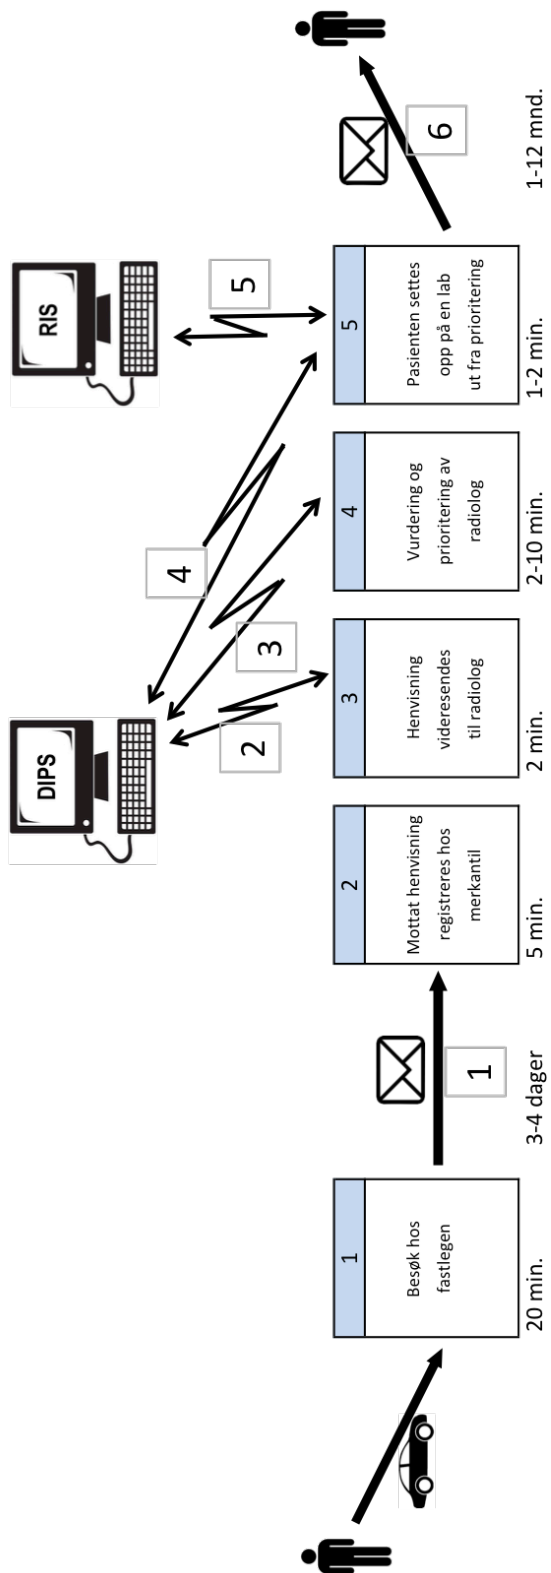 DIPS
RIS
2
3
4
5
1
6
1
Besøk hos
fastlegen
2
Mottat henvisning
registreres hos
merkantil
3
Henvisning
videresendes
til radiolog
4
Vurdering og
prioritering av
radiolog
5
Pasienten settes
opp på en lab
ut fra prioritering
20 min.
3-4 dager
5 min.
2 min.
2-10 min.
1-2 min.
1-12 mnd.